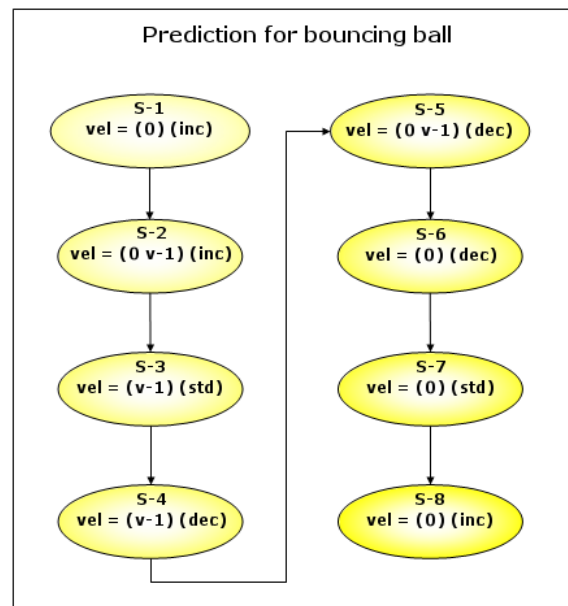 Prediction for bouncing ball
S-1
vel = (0) (inc)
S-2
vel = (0 v-1) (inc)
S-3
vel = (v-1) (std)
S-4
vel = (v-1) (dec)
S-5
vel = (0 v-1) (dec)
S-6
vel = (0) (dec)
S-7
vel = (0) (std)
S-8
vel = (0) (inc)